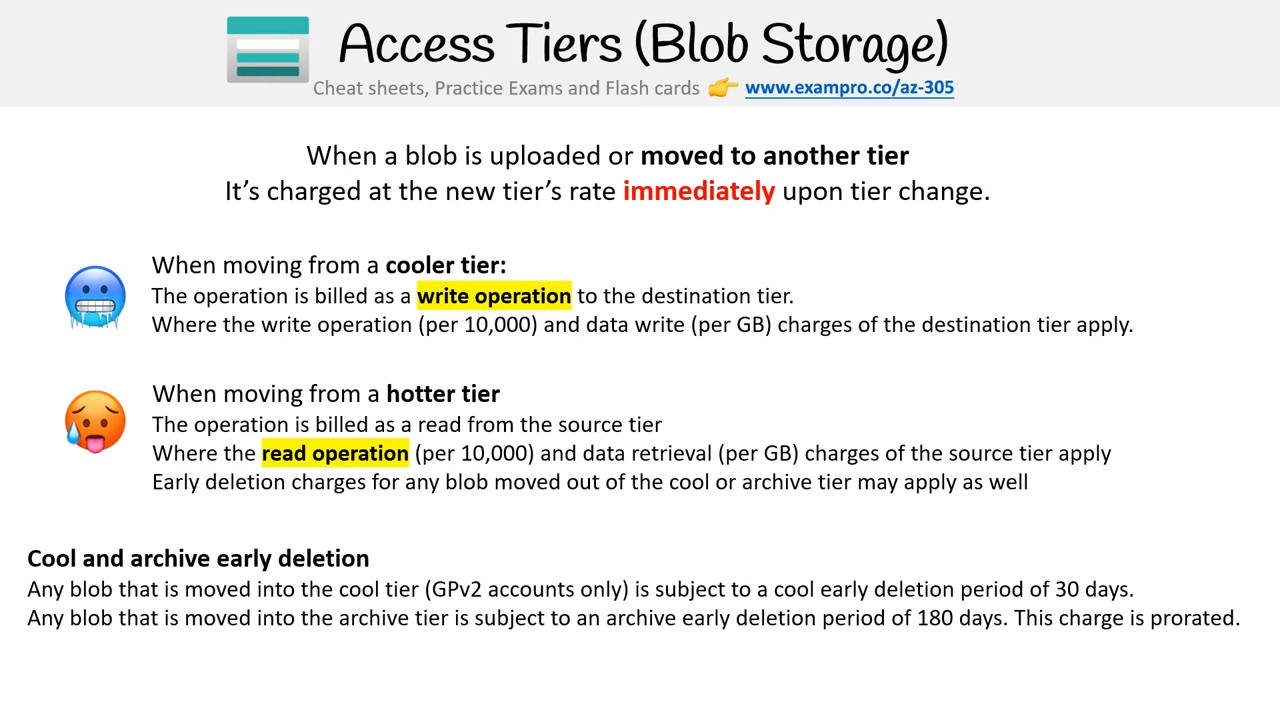 Access Tiers (Blob Storage)
Cheat sheets, Practice Exams and Flash cards 👉 www.exampro.co/az-305
When a blob is uploaded or moved to another tier
It’s charged at the new tier’s rate immediately upon tier change.
When moving from a cooler tier:
The operation is billed as a write operation to the destination tier.
Where the write operation (per 10,000) and data write (per GB) charges of the destination tier apply.
When moving from a hotter tier
The operation is billed as a read from the source tier
Where the read operation (per 10,000) and data retrieval (per GB) charges of the source tier apply
Early deletion charges for any blob moved out of the cool or archive tier may apply as well
Cool and archive early deletion
Any blob that is moved into the cool tier (GPv2 accounts only) is subject to a cool early deletion period of 30 days.
Any blob that is moved into the archive tier is subject to an archive early deletion period of 180 days. This charge is prorated.